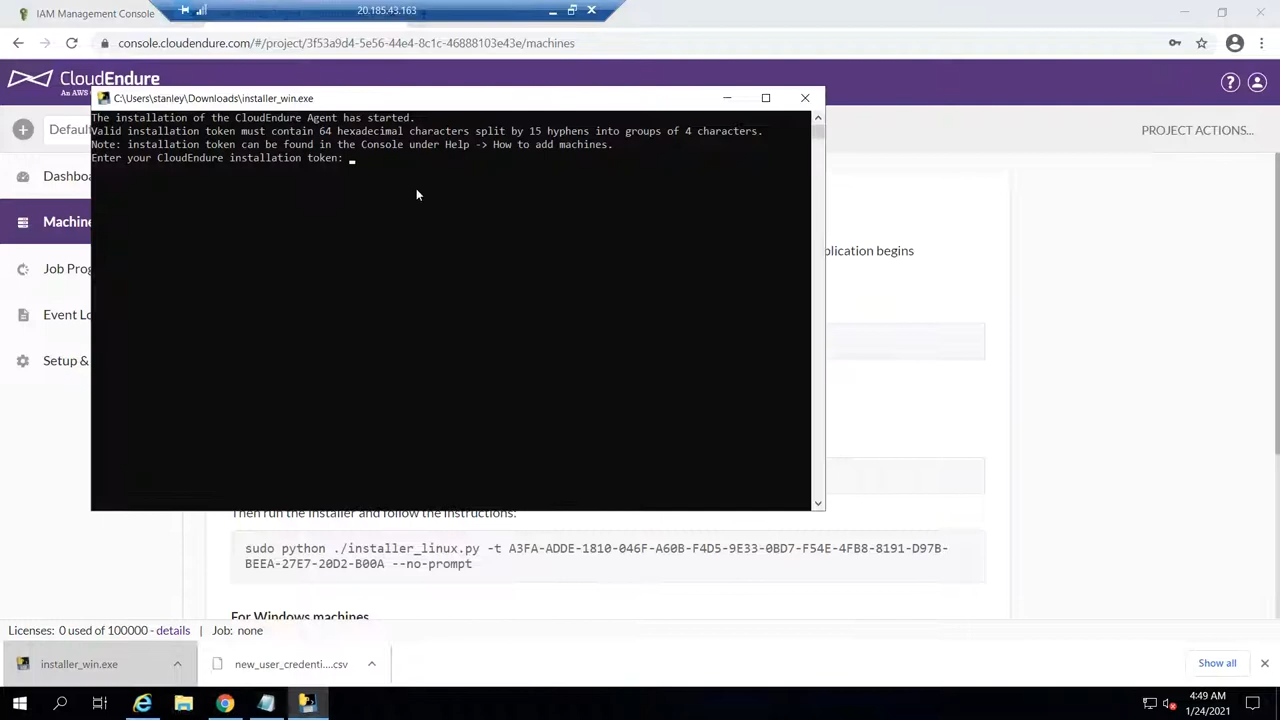 IAM Management Console
20.185.43.163
console.cloudendure.com/#/project/3f53a9d4-5e56-44e4-8c1c-46888103e43e/machines
CloudEndure
An AWS
C:\Users\stanley\Downloads\installer_win.exe
The installation of the CloudEndure Agent has started.
Valid installation token must contain 64 hexadecimal characters split by 15 hyphens into groups of 4 characters.
Note: installation token can be found in the Console under Help -> How to add machines.
Enter your CloudEndure installation token:
Defaul
PROJECT ACTIONS...
Dashboa
Machine
plication begins
Job Prog
Event Lo
Setup &
Then run the installer and follow the instructions:
sudo python ./installer_linux.py -t A3FA-ADDE-1810-046F-A60B-F4D5-9E33-0BD7-F54E-4FB8-8191-D97B-
BEEA-27E7-20D2-B00A --no-prompt
For Windows machines
Licenses: 0 used of 100000 - details | Job: none
installer_win.exe
new_user_credenti....csv
Show all
4:49 AM
1/24/2021